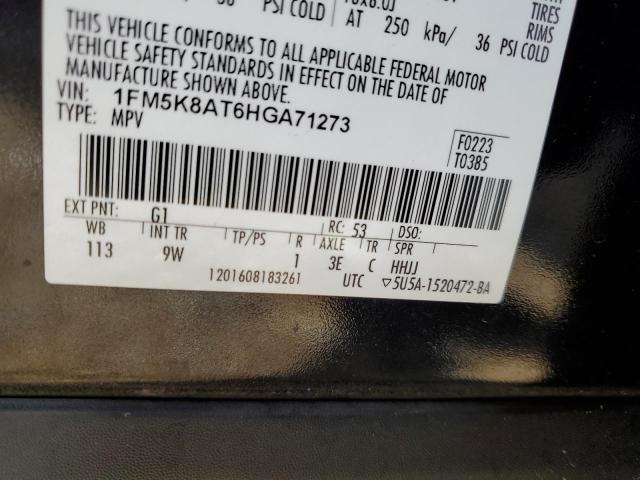 PSI COLD
AT 250 kPa/ 36 PSI COLD
TIRES
RIMS
THIS VEHICLE CONFORMS TO ALL APPLICABLE FEDERAL MOTOR
VEHICLE SAFETY STANDARDS IN EFFECT ON THE DATE OF
MANUFACTURE SHOWN ABOVE.
VIN: 1FM5K8AT6HGA71273
TYPE: MPV
F0223
T0385
EXT PNT: G1 RC: 53 DSO:
WB INT TR TP/PS R AXLE TR SPR
113 9W 1 3E C HHJJ
1201608183261 UTC ▽5U5A-1520472-BA